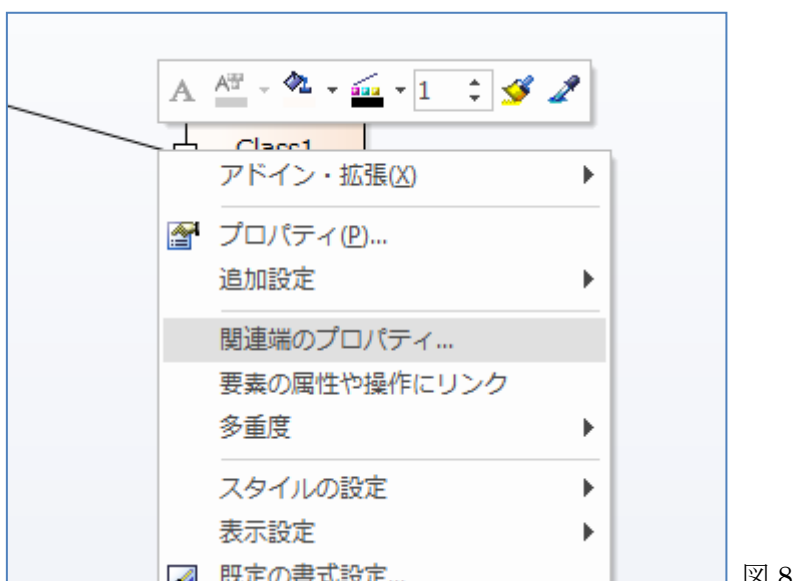 A A字 1
Class1
アドイン・拡張(X)
プロパティ(P)...
追加設定
関連端のプロパティ...
要素の属性や操作にリンク
多重度
スタイルの設定
表示設定
既定の書式設定...
図 8